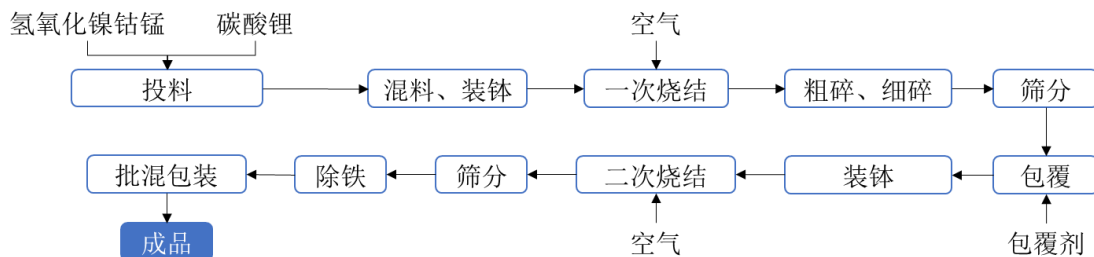 氢氧化镍钴锰 碳酸锂 空气
投料 混料、装钵 一次烧结 粗碎、细碎 筛分
批混包装 除铁 筛分 二次烧结 装钵 包覆
成品 空气 包覆剂